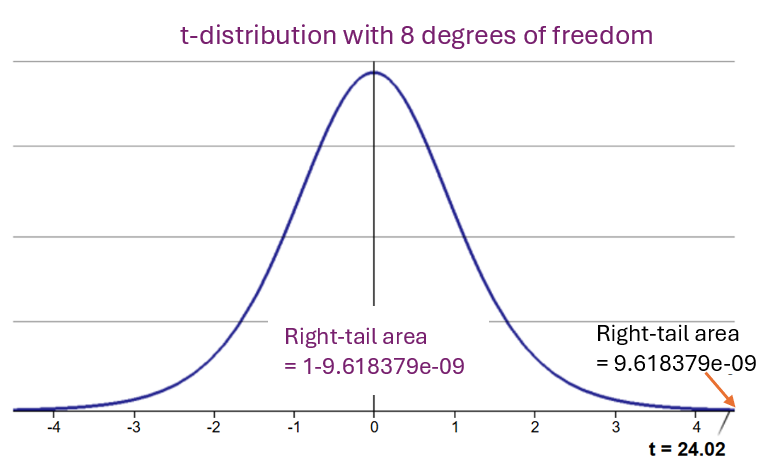 t-distribution with 8 degrees of freedom
Right-tail area
= 1-9.618379e-09
Right-tail area
= 9.618379e-09
-4 -3 -2 -1 0 1 2 3 4
t = 24.02